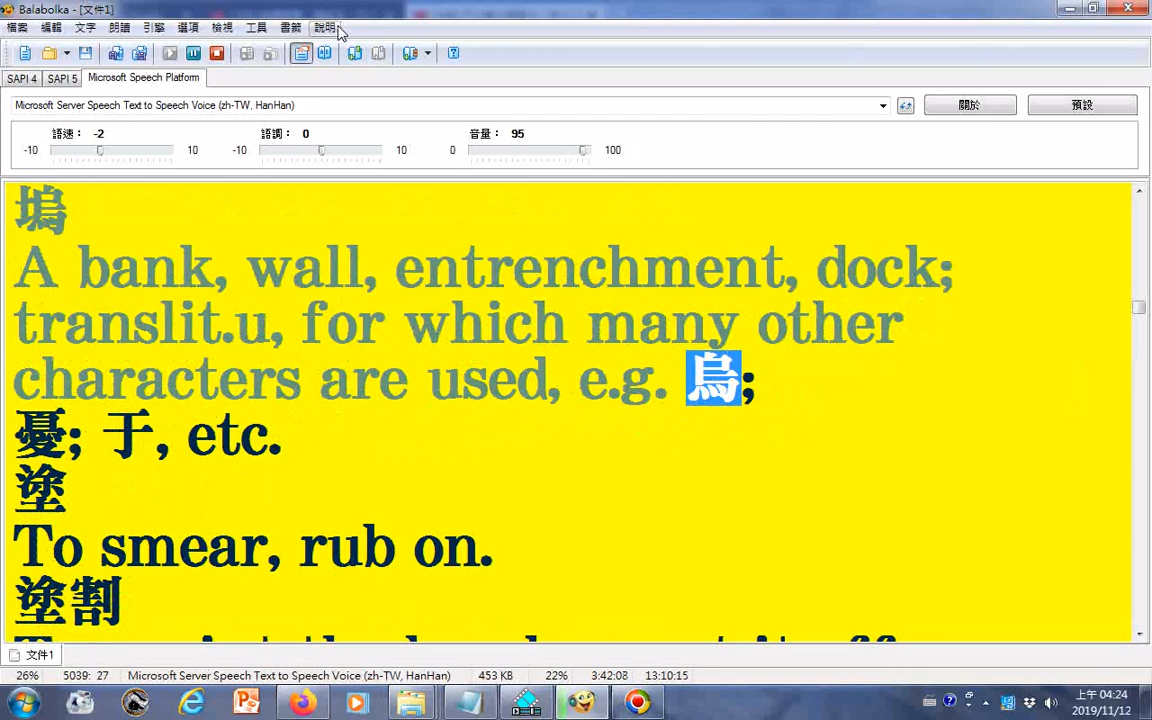 Balabolka - [文件1]
檔案 編輯 文字 朗讀 引擎 選項 檢視 工具 書籤 說明
SAPI 4 SAPI 5 Microsoft Speech Platform
Microsoft Server Speech Text to Speech Voice (zh-TW, HanHan) 關於 預設
語速： -2 語調： 0 音量： 95
-10 10 -10 10 0 100
塢
A bank, wall, entrenchment, dock;
translit.u, for which many other
characters are used, e.g. 烏;
憂; 于, etc.
塗
To smear, rub on.
塗割
文件1
26% 5039: 27 Microsoft Server Speech Text to Speech Voice (zh-TW, HanHan) 453 KB 22% 3:42:08 13:10:15
上午 04:24
2019/11/12